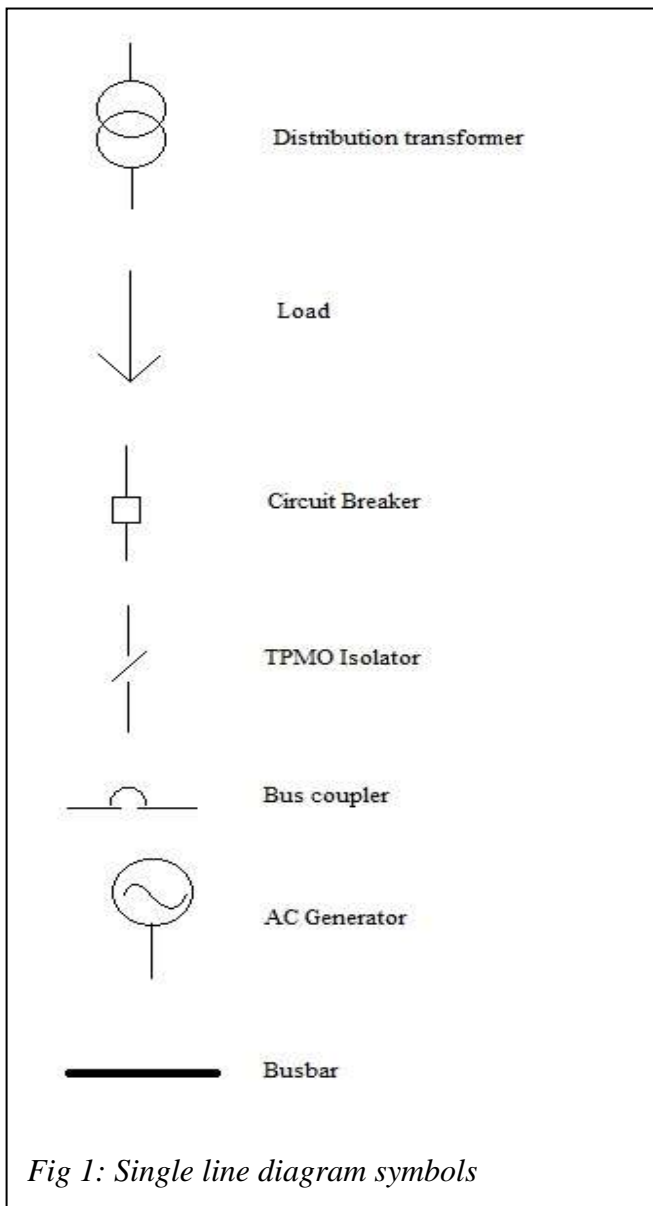 Distribution transformer
Load
Circuit Breaker
TPMO Isolator
Bus coupler
AC Generator
Busbar
Fig 1: Single line diagram symbols